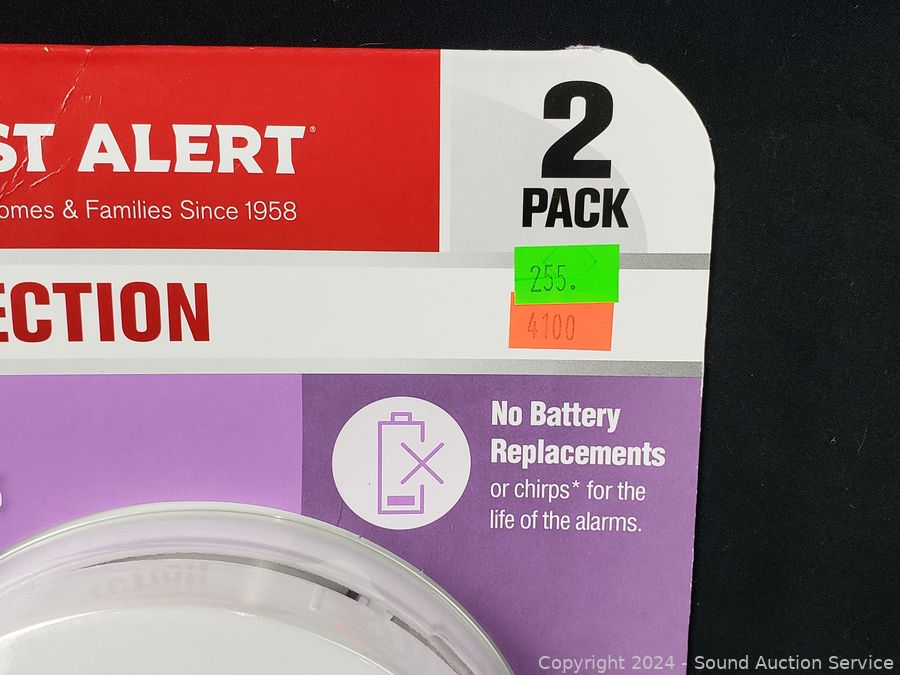 ST ALERT®
omes & Families Since 1958
2
PACK
255.
4100
ECTION
No Battery
Replacements
or chirps* for the
life of the alarms.
Copyright 2024 - Sound Auction Service